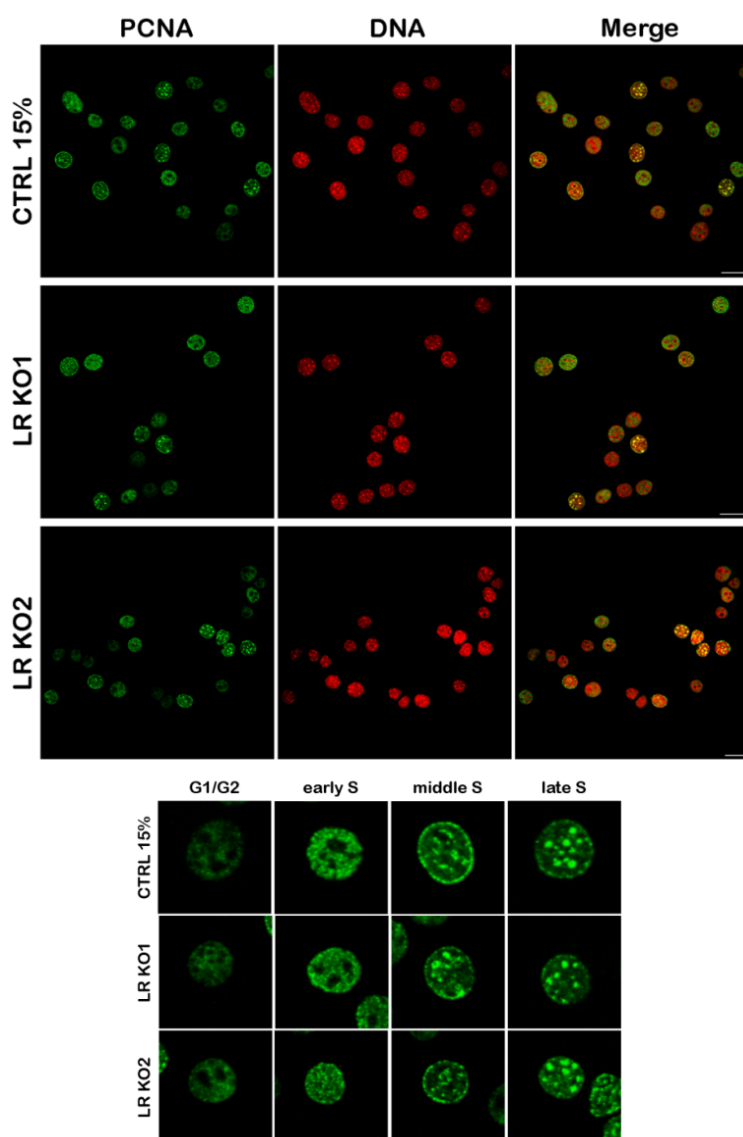 PCNA DNA Merge
CTRL 15%
LR KO1
LR KO2
G1/G2 early S middle S late S
CTRL 15%
LR KO1
LR KO2